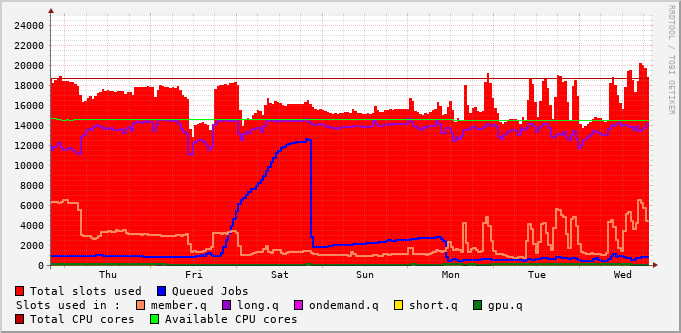 24000
22000
20000
18000
16000
14000
12000
10000
8000
6000
4000
2000
0
Thu Fri Sat Sun Mon Tue Wed
RRDTOOL / TOBI OETIKER
Total slots used Queued Jobs
Slots used in : member.q long.q ondemand.q short.q gpu.q
Total CPU cores Available CPU cores